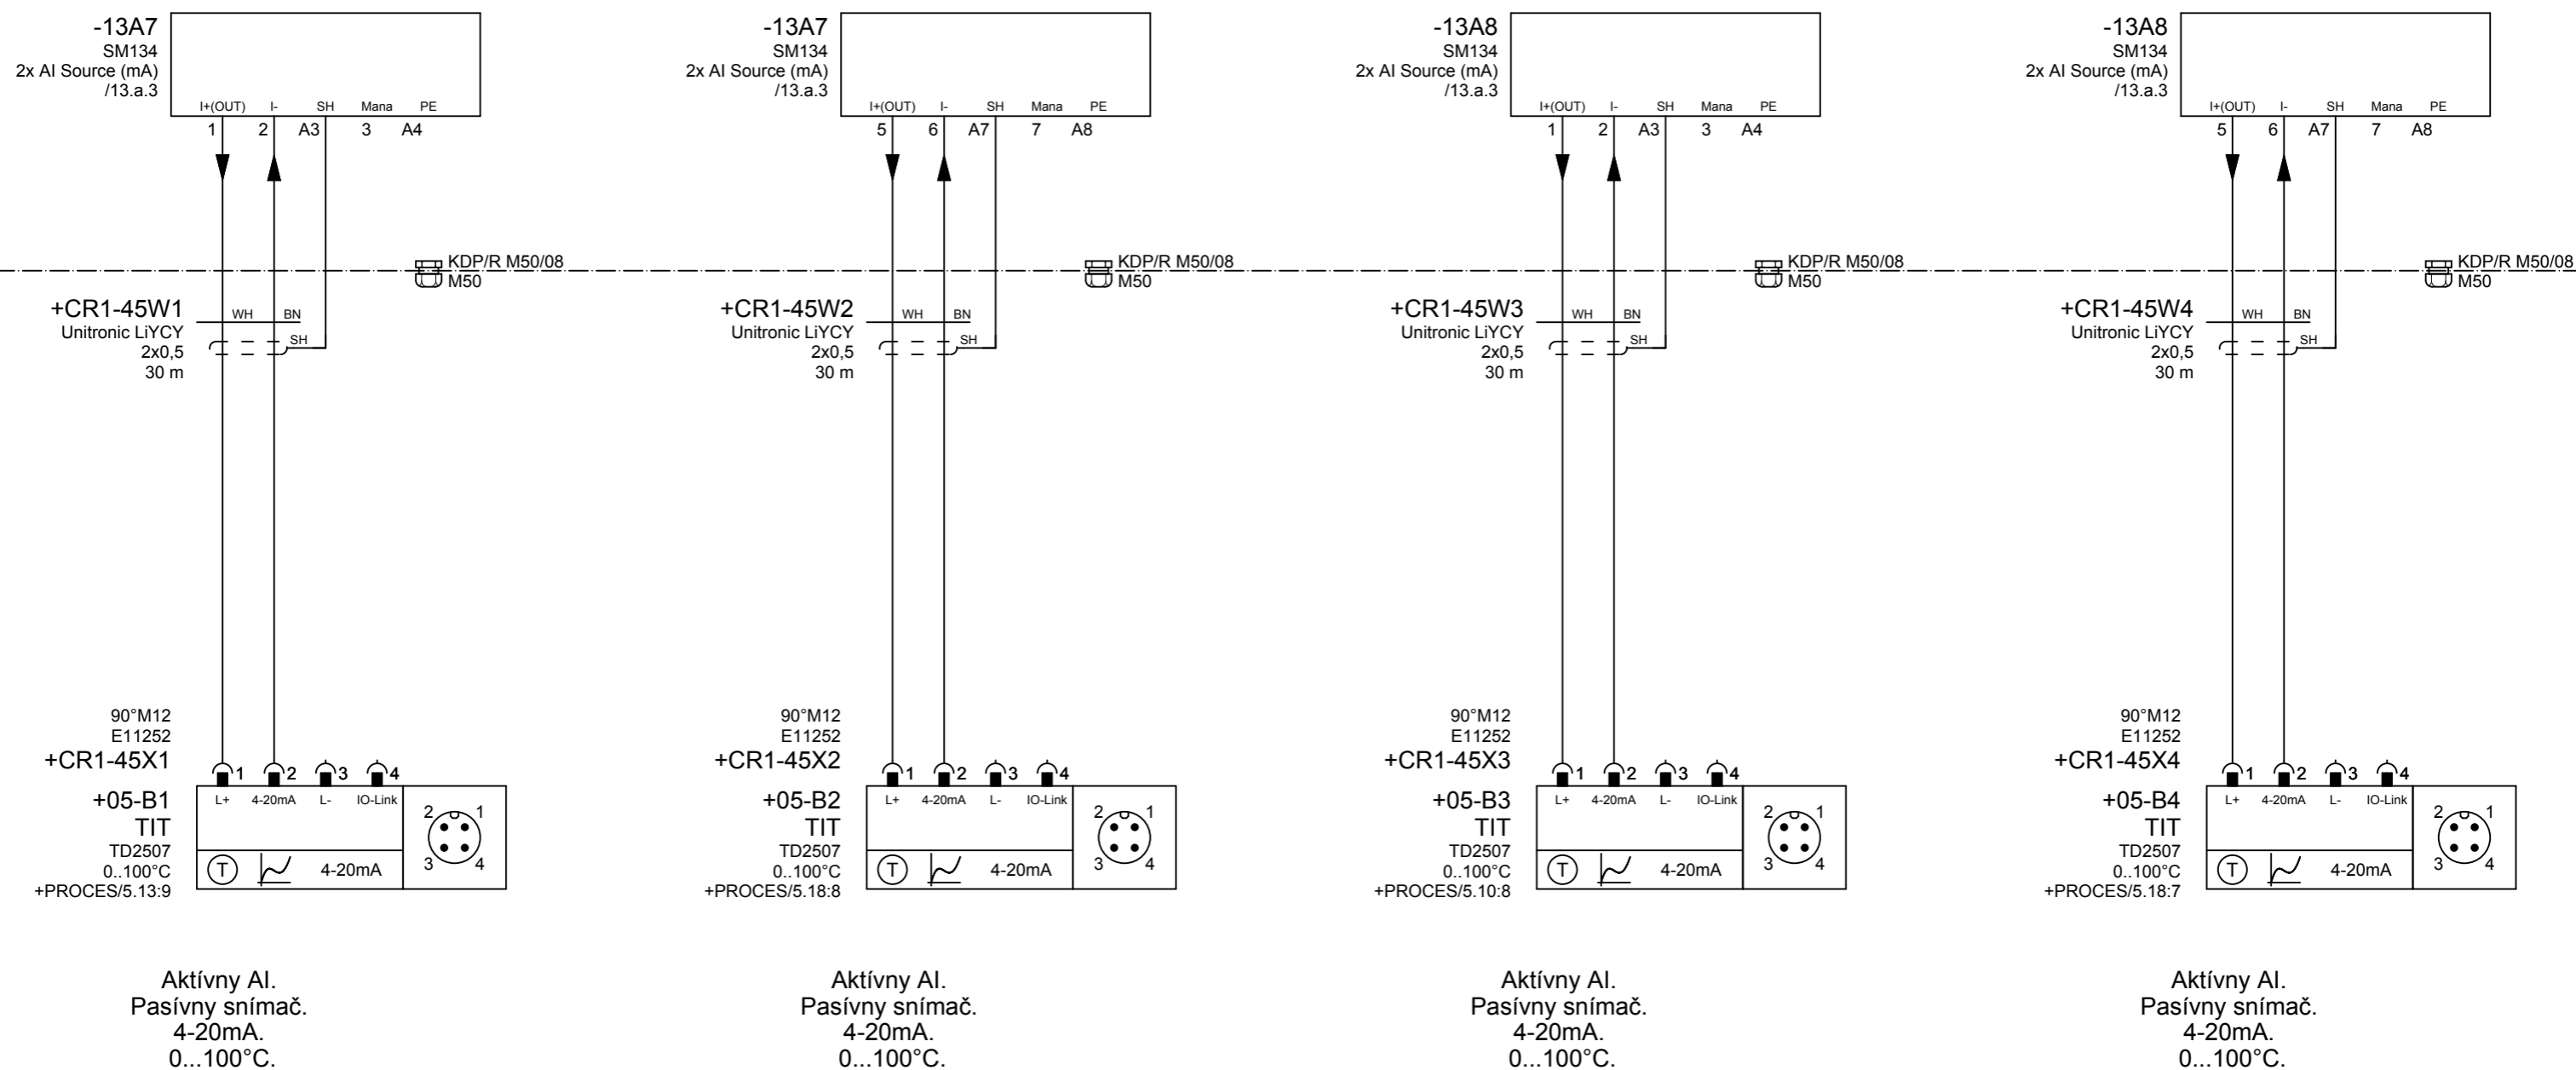 -13A7
SM134
2x AI Source (mA)
/13.a.3
I+(OUT) I- SH Mana PE
1 2 A3 3 A4
-13A7
SM134
2x AI Source (mA)
/13.a.3
I+(OUT) I- SH Mana PE
5 6 A7 7 A8
-13A8
SM134
2x AI Source (mA)
/13.a.3
I+(OUT) I- SH Mana PE
1 2 A3 3 A4
-13A8
SM134
2x AI Source (mA)
/13.a.3
I+(OUT) I- SH Mana PE
5 6 A7 7 A8
KDP/R M50/08
M50
KDP/R M50/08
M50
KDP/R M50/08
M50
KDP/R M50/08
M50
+CR1-45W1
Unitronic LiYCY
2x0,5
30 m
WH BN
SH
+CR1-45W2
Unitronic LiYCY
2x0,5
30 m
WH BN
SH
+CR1-45W3
Unitronic LiYCY
2x0,5
30 m
WH BN
SH
+CR1-45W4
Unitronic LiYCY
2x0,5
30 m
WH BN
SH
90°M12
E11252
+CR1-45X1
1 2 3 4
+05-B1
TIT
TD2507
0..100°C
+PROCES/5.13:9
L+ 4-20mA L- IO-Link
T 4-20mA
2 1
3 4
90°M12
E11252
+CR1-45X2
1 2 3 4
+05-B2
TIT
TD2507
0..100°C
+PROCES/5.18:8
L+ 4-20mA L- IO-Link
T 4-20mA
2 1
3 4
90°M12
E11252
+CR1-45X3
1 2 3 4
+05-B3
TIT
TD2507
0..100°C
+PROCES/5.10:8
L+ 4-20mA L- IO-Link
T 4-20mA
2 1
3 4
90°M12
E11252
+CR1-45X4
1 2 3 4
+05-B4
TIT
TD2507
0..100°C
+PROCES/5.18:7
L+ 4-20mA L- IO-Link
T 4-20mA
2 1
3 4
Aktívny AI.
Pasívny snímač.
4-20mA.
0...100°C.
Aktívny AI.
Pasívny snímač.
4-20mA.
0...100°C.
Aktívny AI.
Pasívny snímač.
4-20mA.
0...100°C.
Aktívny AI.
Pasívny snímač.
4-20mA.
0...100°C.